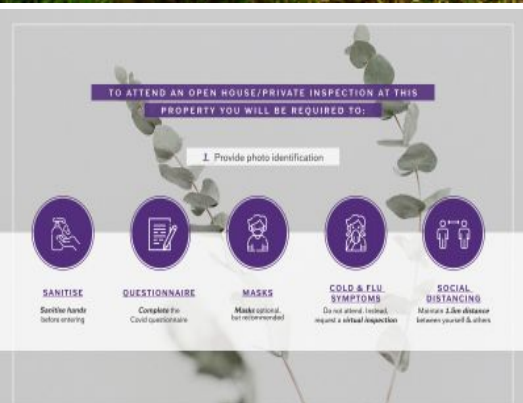 TO ATTEND AN OPEN HOUSE/PRIVATE INSPECTION AT THIS
PROPERTY YOU WILL BE REQUIRED TO:
1. Provide photo identification
SANITISE
Sanitise hands
before entering
QUESTIONNAIRE
Complete the
Covid questionnaire
MASKS
Masks optional,
but recommended
COLD & FLU
SYMPTOMS
Do not attend. Instead,
request a virtual inspection
SOCIAL
DISTANCING
Maintain 1.5m distance
between yourself & others